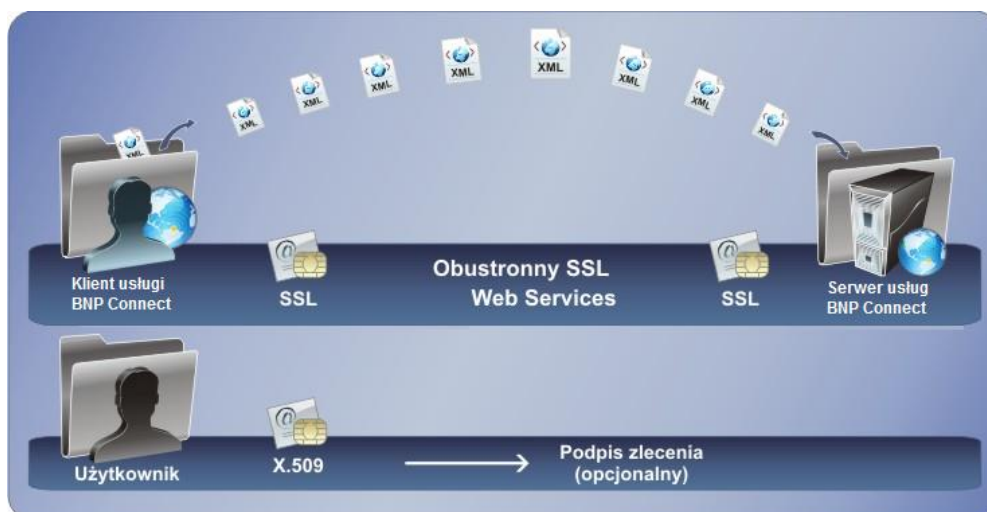 XML
XML
XML
XML
XML
XML
XML
XML
XML
Klient usługi
BNP Connect
SSL
Obustronny SSL
Web Services
SSL
Serwer usług
BNP Connect
Użytkownik
X.509
Podpis zlecenia
(opcjonalny)